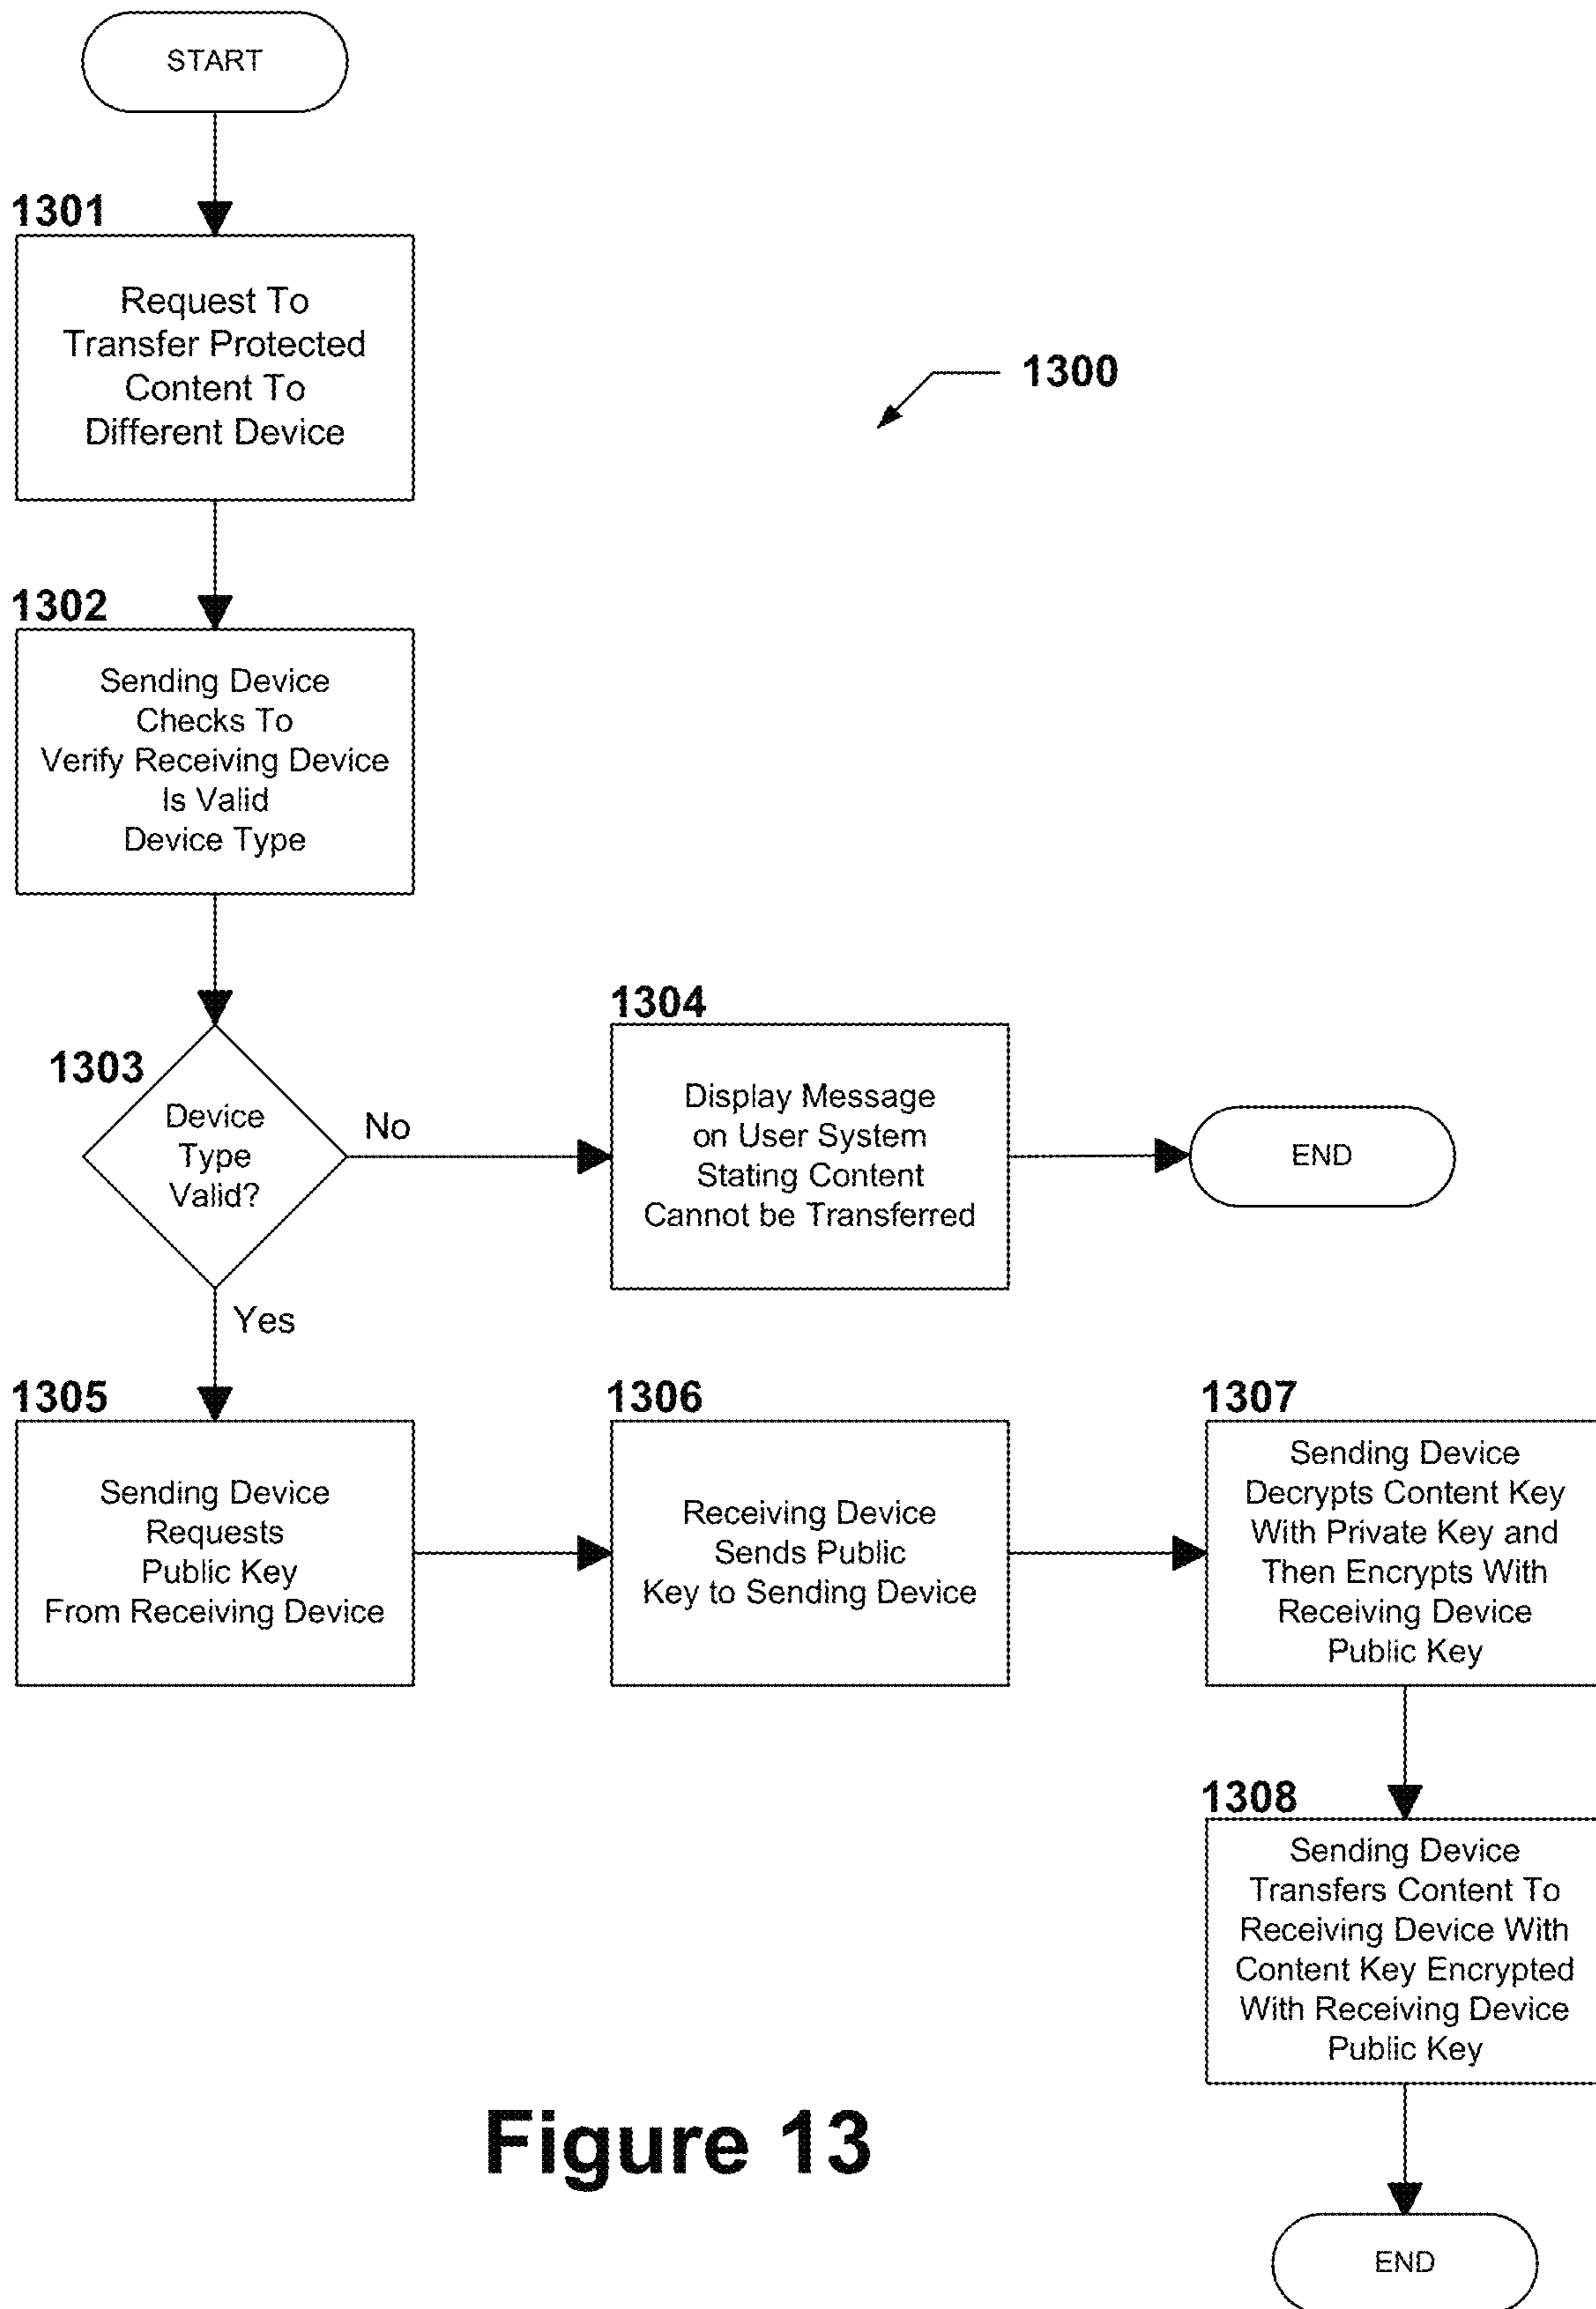 START
1301
Request To
Transfer Protected
Content To
Different Device
1300
1302
Sending Device
Checks To
Verify Receiving Device
Is Valid
Device Type
1303
Device
Type
Valid?
No
Yes
1304
Display Message
on User System
Stating Content
Cannot be Transferred
END
1305
Sending Device
Requests
Public Key
From Receiving Device
1306
Receiving Device
Sends Public
Key to Sending Device
1307
Sending Device
Decrypts Content Key
With Private Key and
Then Encrypts With
Receiving Device
Public Key
1308
Sending Device
Transfers Content To
Receiving Device With
Content Key Encrypted
With Receiving Device
Public Key
END
Figure 13